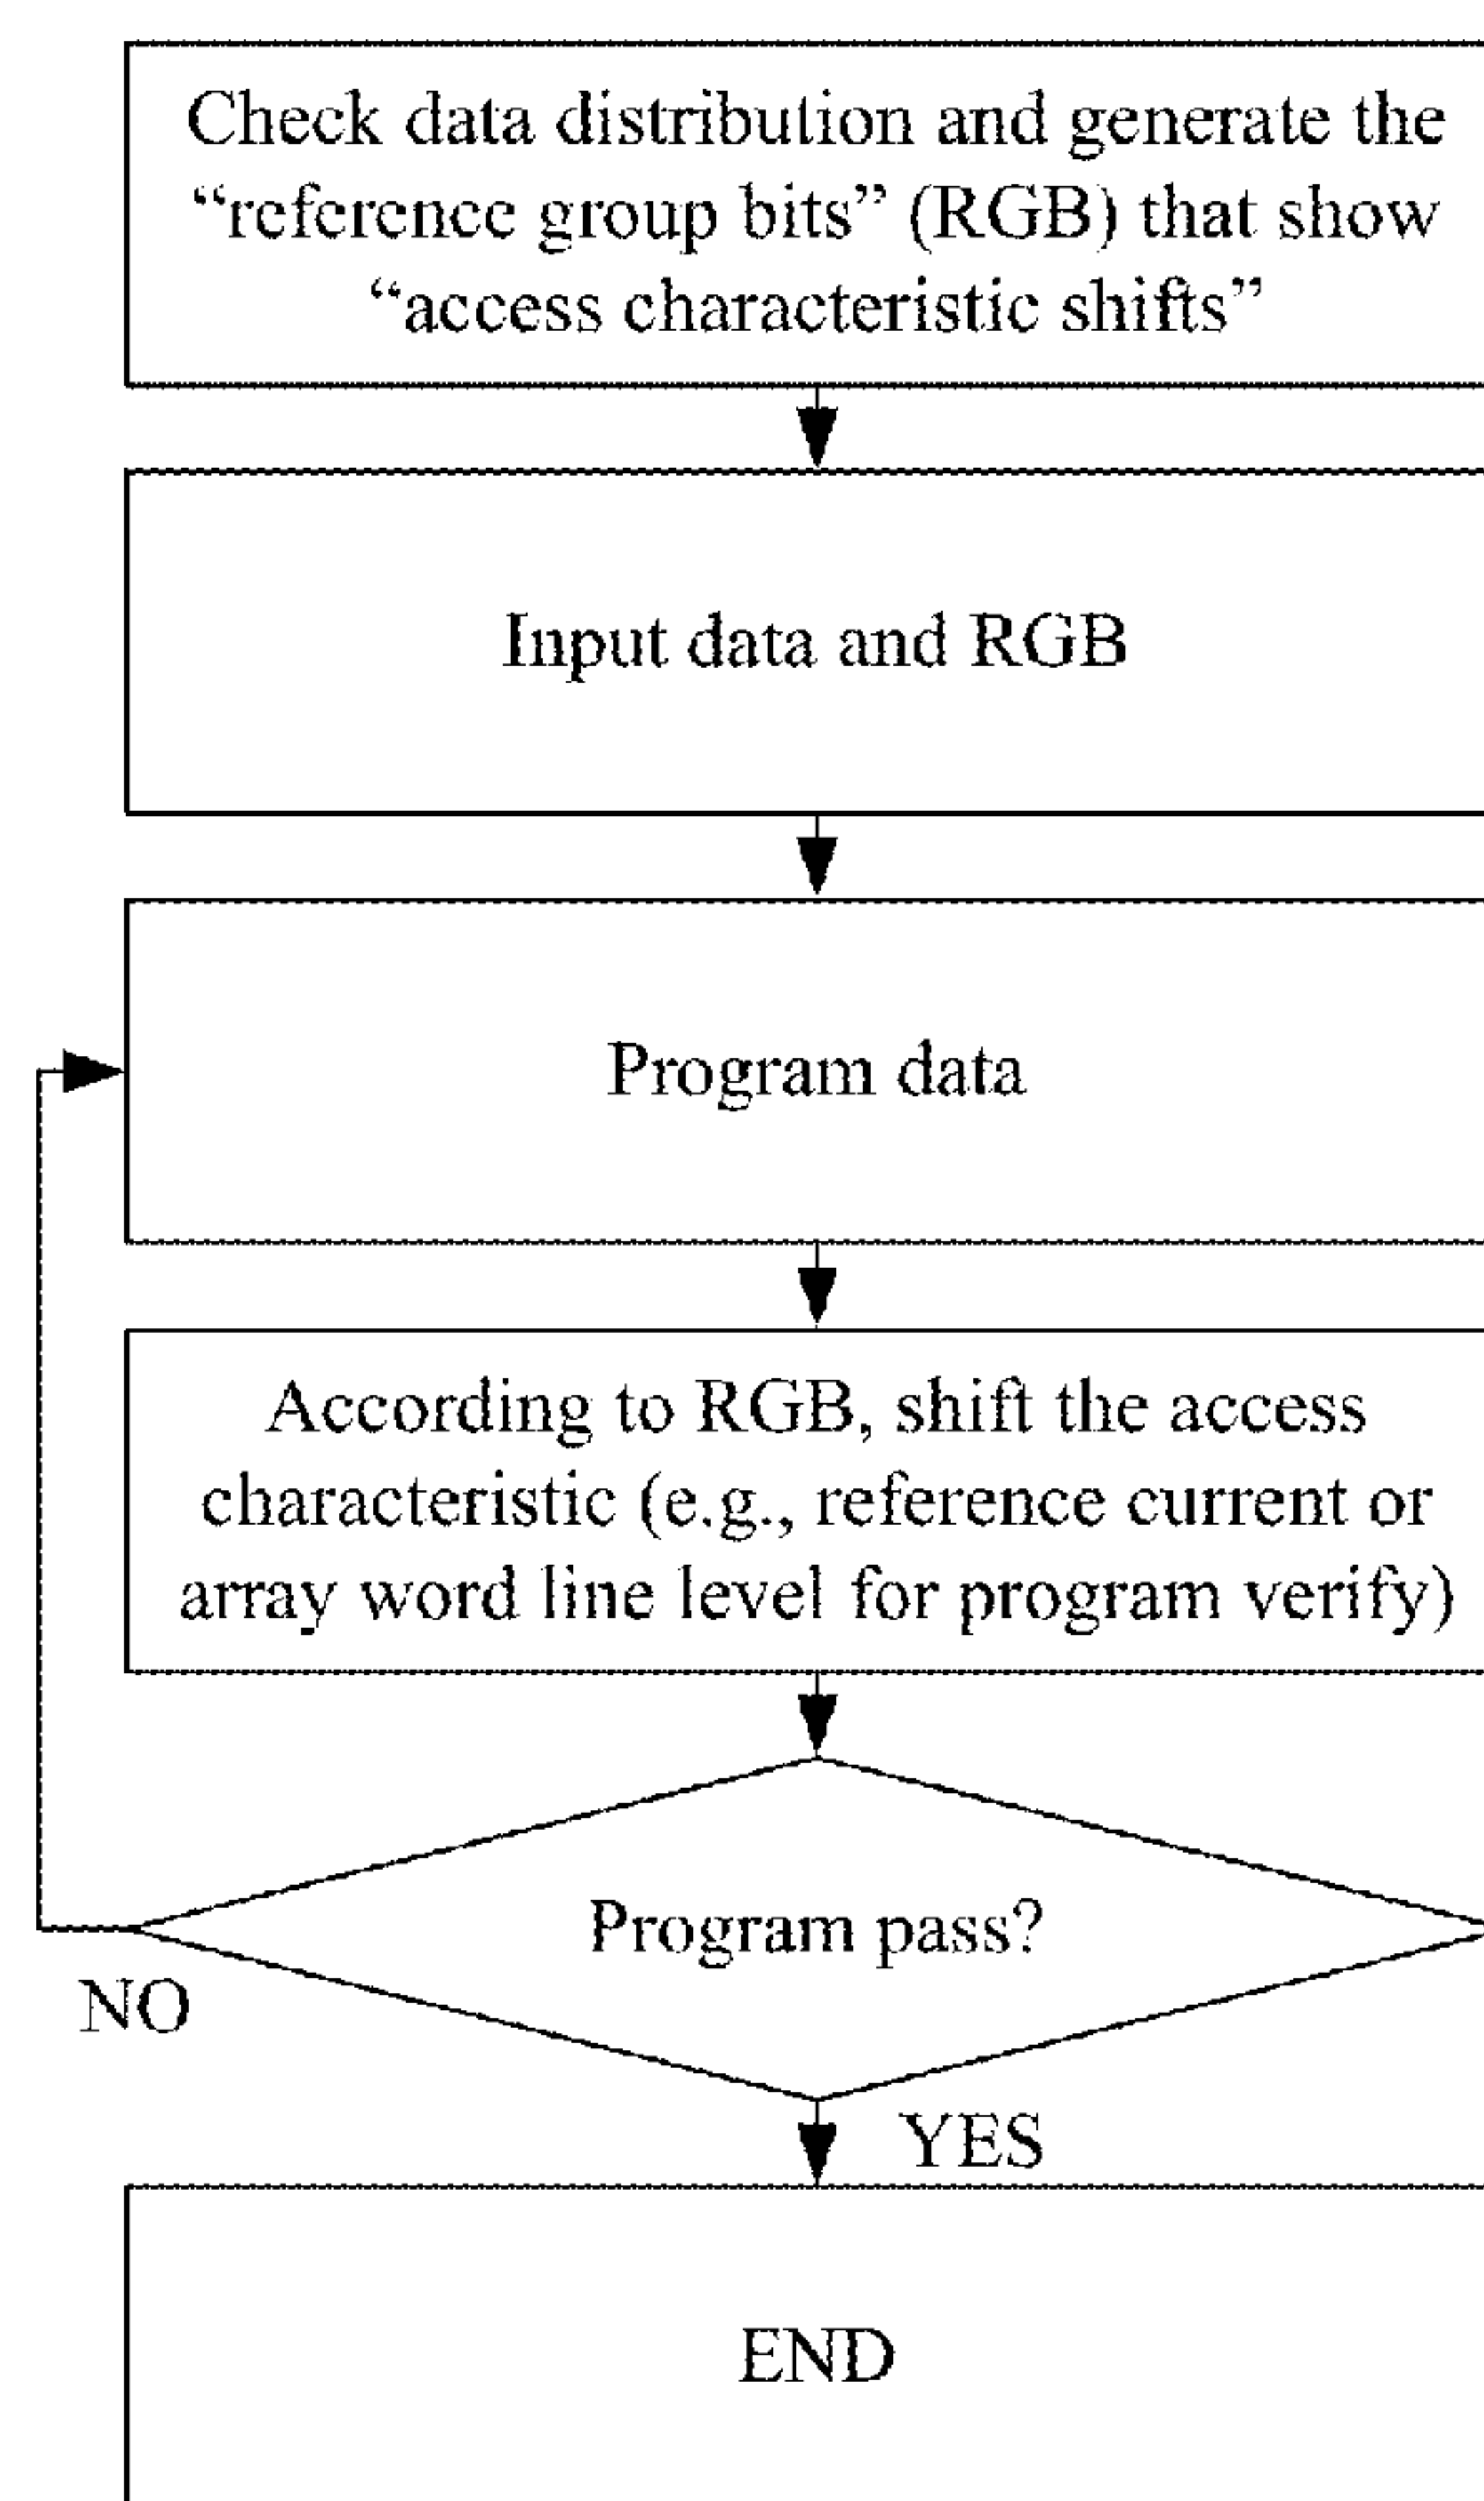 Check data distribution and generate the
“reference group bits” (RGB) that show
“access characteristic shifts”
Input data and RGB
Program data
According to RGB, shift the access
characteristic (e.g., reference current or
array word line level for program verify)
Program pass?
NO
YES
END